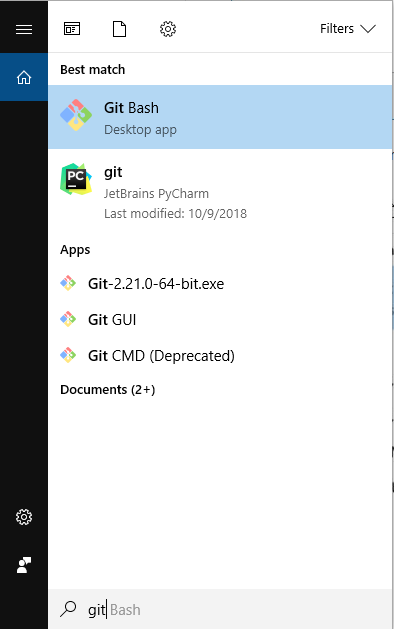 Filters
Best match
Git Bash
Desktop app
PC
git
JetBrains PyCharm
Last modified: 10/9/2018
Apps
Git-2.21.0-64-bit.exe
Git GUI
Git CMD (Deprecated)
Documents (2+)
git Bash